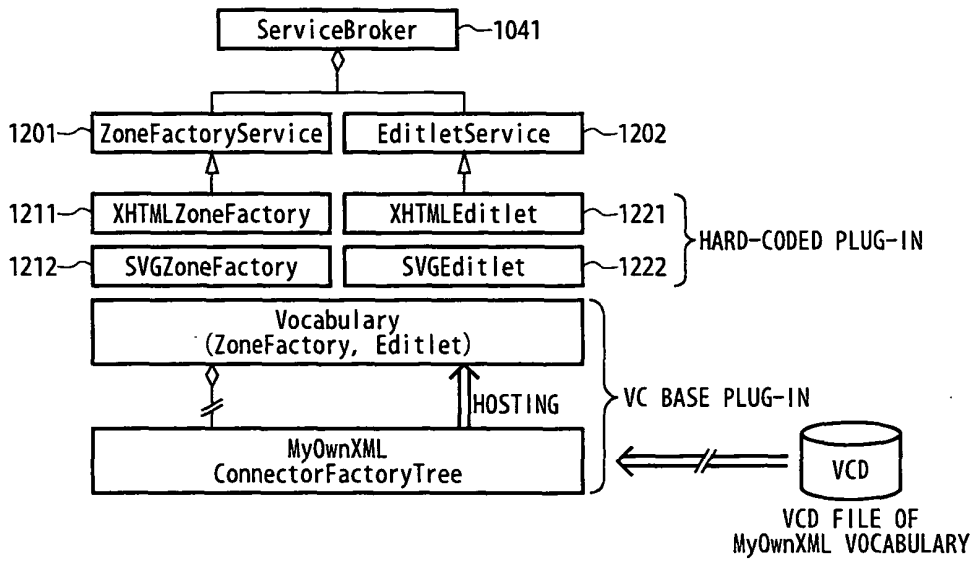 ServiceBroker 1041
1201 ZoneFactoryService EditletService 1202
1211 XHTMLZoneFactory XHTMLEditlet 1221
1212 SVGZoneFactory SVGEditlet 1222
HARD-CODED PLUG-IN
Vocabulary
(ZoneFactory, Editlet)
HOSTING
VC BASE PLUG-IN
MyOwnXML
ConnectorFactoryTree
VCD
VCD FILE OF
MyOwnXML VOCABULARY